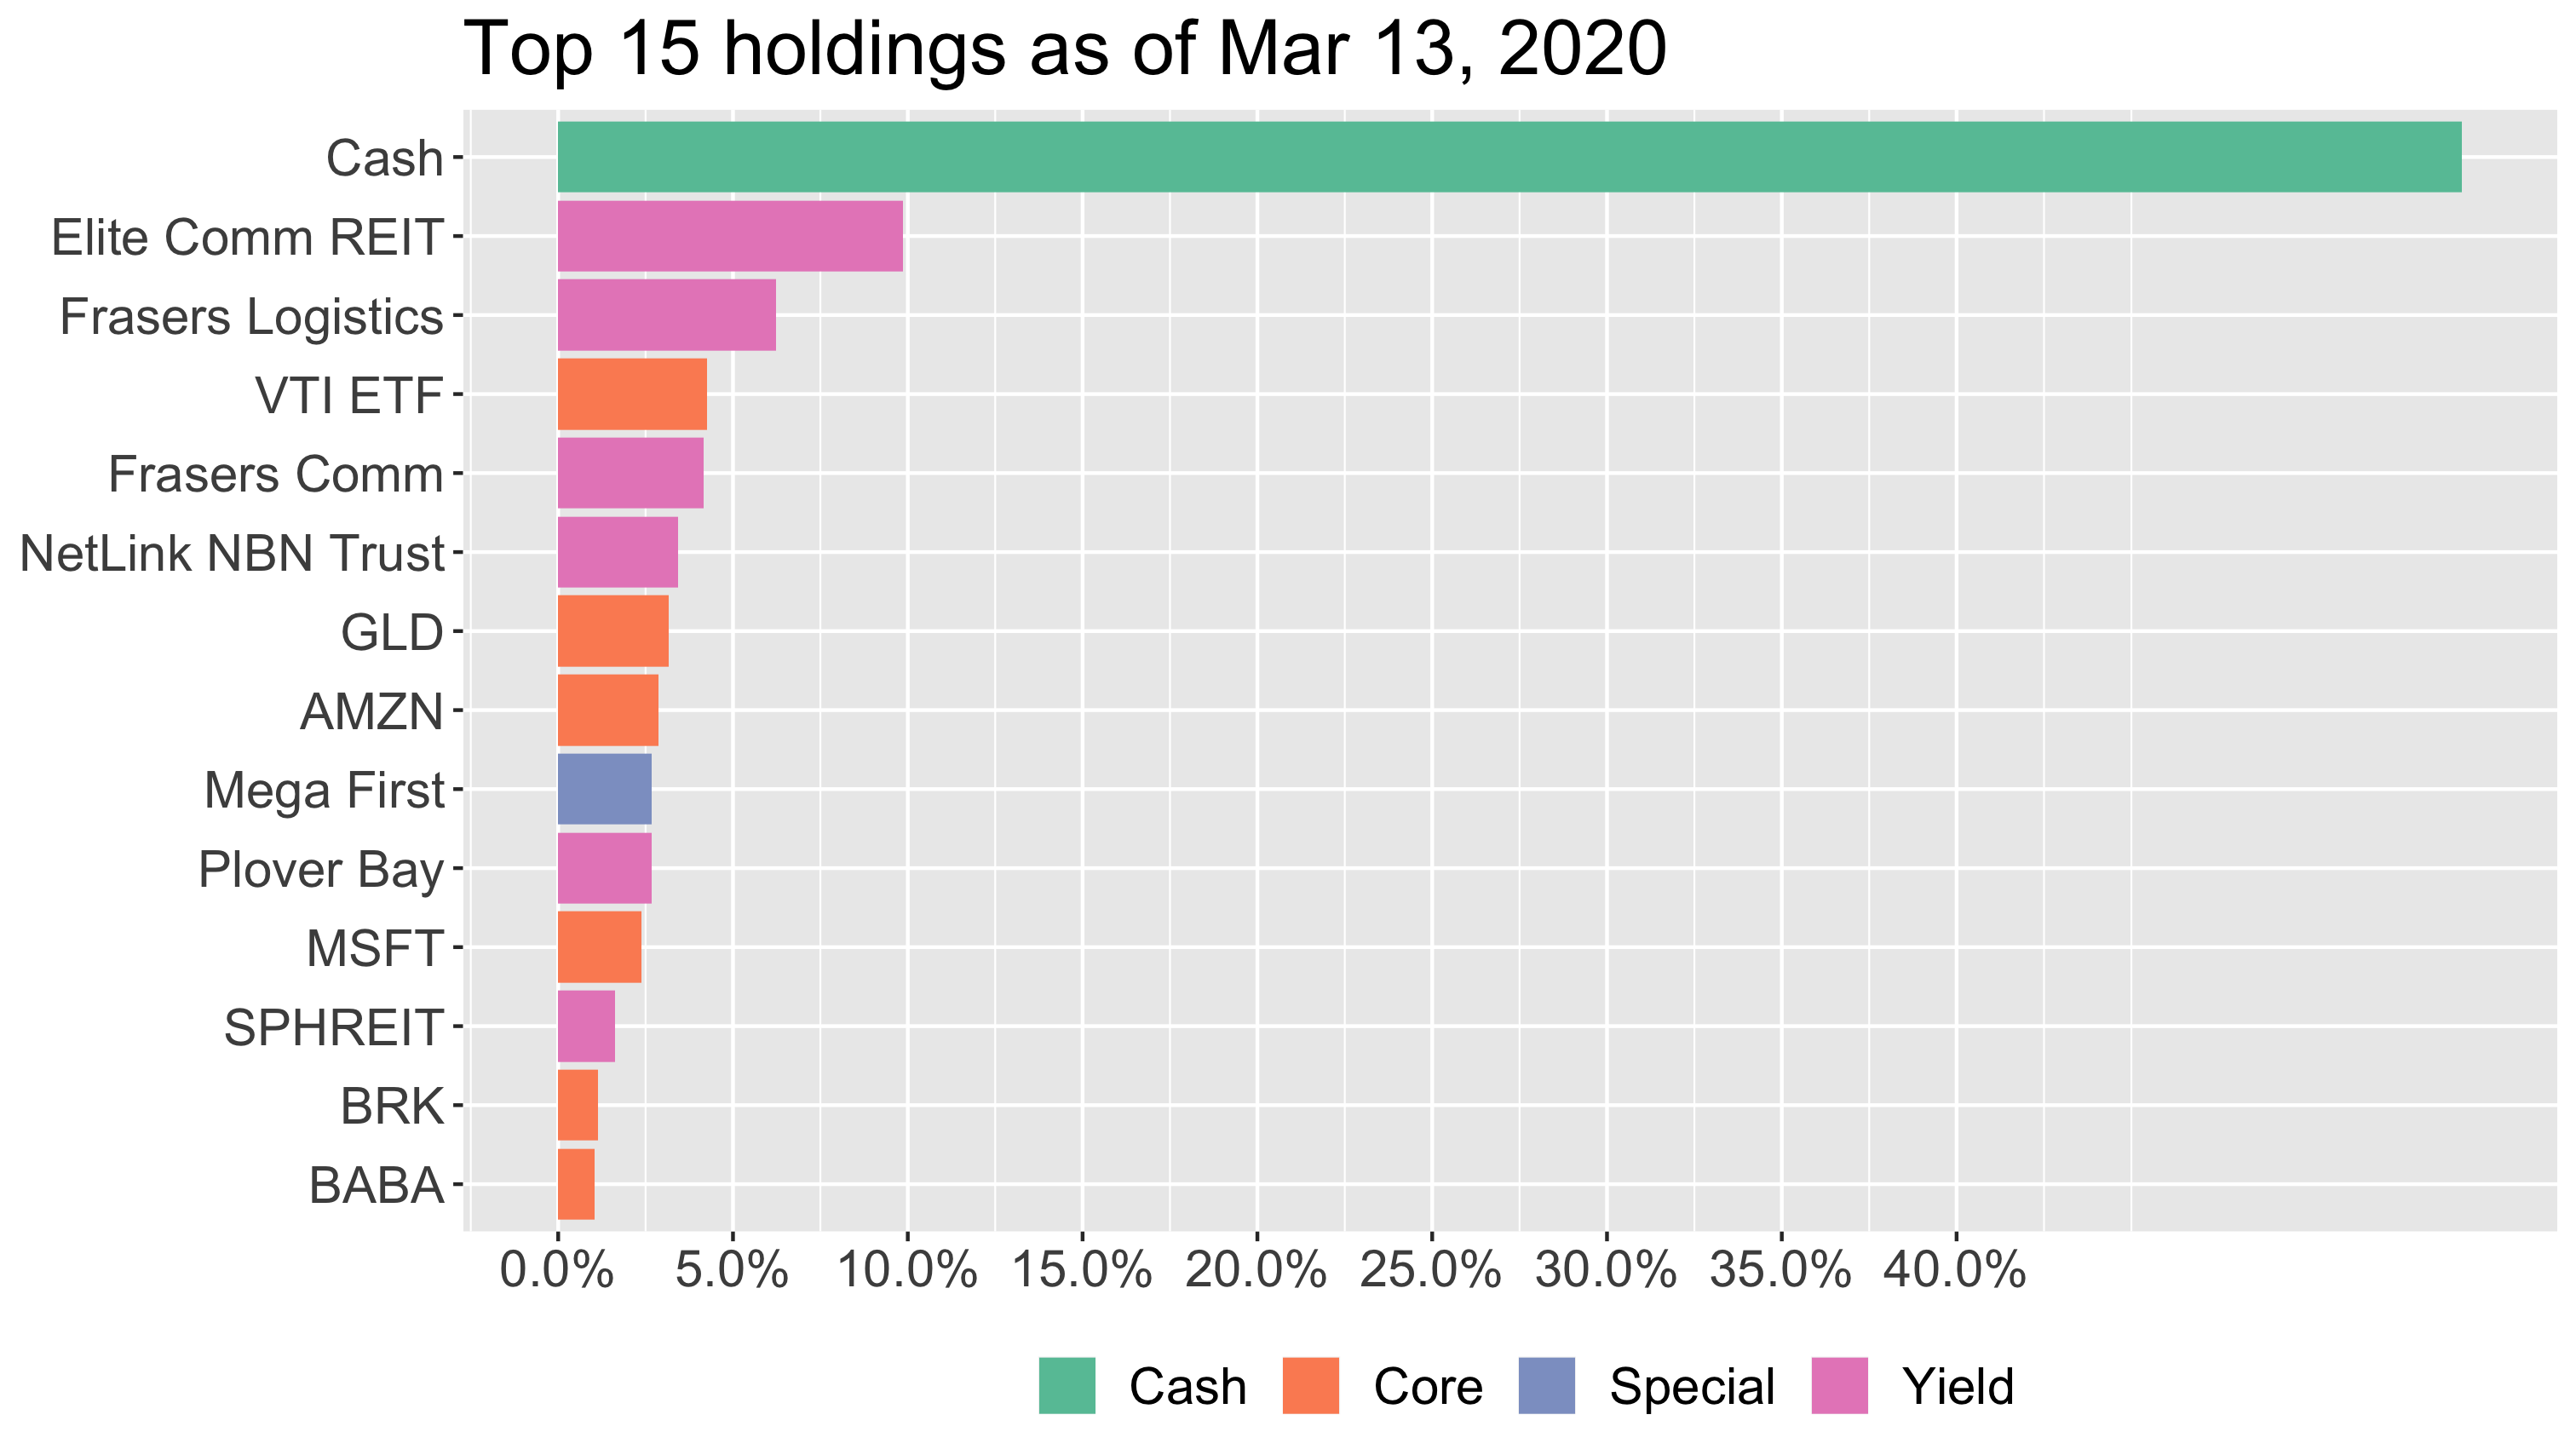 Top 15 holdings as of Mar 13, 2020
Cash
Elite Comm REIT
Frasers Logistics
VTI ETF
Frasers Comm
NetLink NBN Trust
GLD
AMZN
Mega First
Plover Bay
MSFT
SPHREIT
BRK
BABA
0.0% 5.0% 10.0% 15.0% 20.0% 25.0% 30.0% 35.0% 40.0%
Cash Core Special Yield